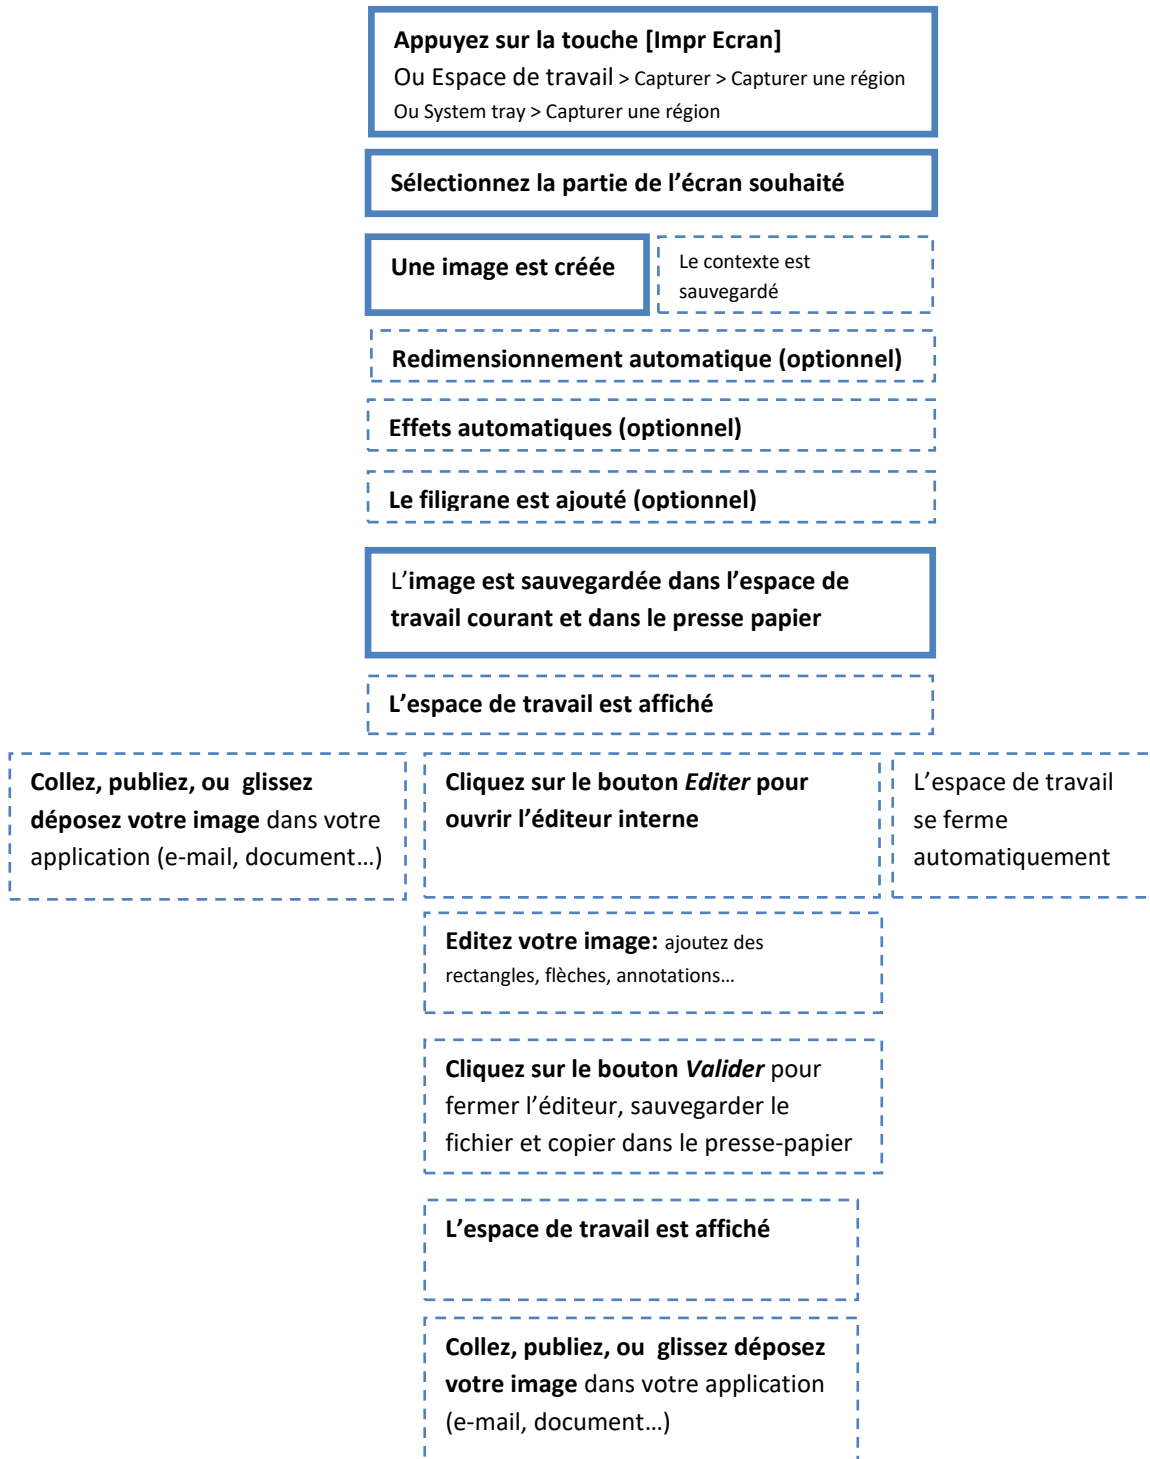 Appuyez sur la touche [Impr Ecran]
Ou Espace de travail > Capturer > Capturer une région
Ou System tray > Capturer une région
Sélectionnez la partie de l’écran souhaité
Une image est créée
Le contexte est
sauvegardé
Redimensionnement automatique (optionnel)
Effets automatiques (optionnel)
Le filigrane est ajouté (optionnel)
L’image est sauvegardée dans l’espace de
travail courant et dans le presse papier
L’espace de travail est affiché
Collez, publiez, ou  glissez
déposez votre image dans votre
application (e-mail, document…)
Cliquez sur le bouton Editer pour
ouvrir l’éditeur interne
L’espace de travail
se ferme
automatiquement
Editez votre image: ajoutez des
rectangles, flèches, annotations…
Cliquez sur le bouton Valider pour
fermer l’éditeur, sauvegarder le
fichier et copier dans le presse-papier
L’espace de travail est affiché
Collez, publiez, ou  glissez déposez
votre image dans votre application
(e-mail, document…)